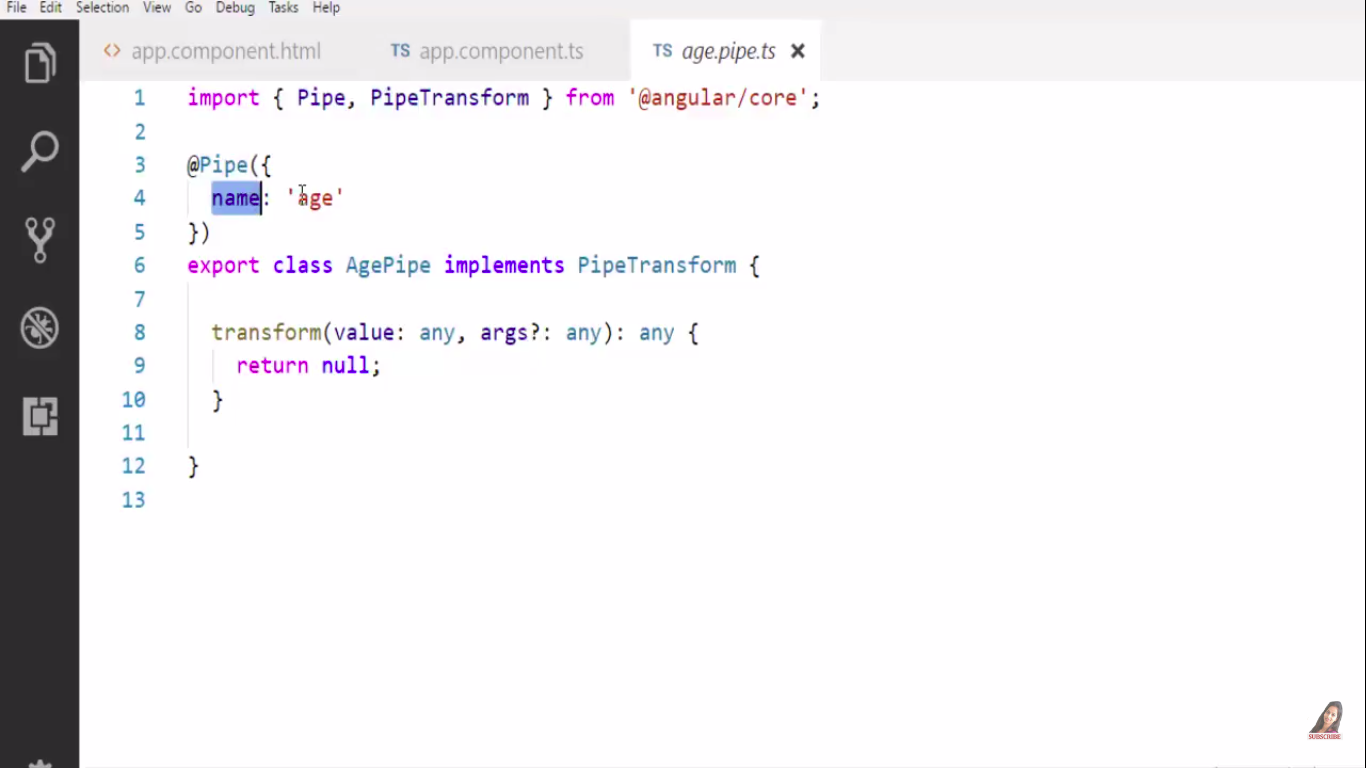 File Edit Selection View Go Debug Tasks Help
<> app.component.html TS app.component.ts TS age.pipe.ts ×
1 import { Pipe, PipeTransform } from '@angular/core';
2
3 @Pipe({
4 name: 'age'
5 })
6 export class AgePipe implements PipeTransform {
7
8 transform(value: any, args?: any): any {
9 return null;
10 }
11
12 }
13
SUBSCRIBE